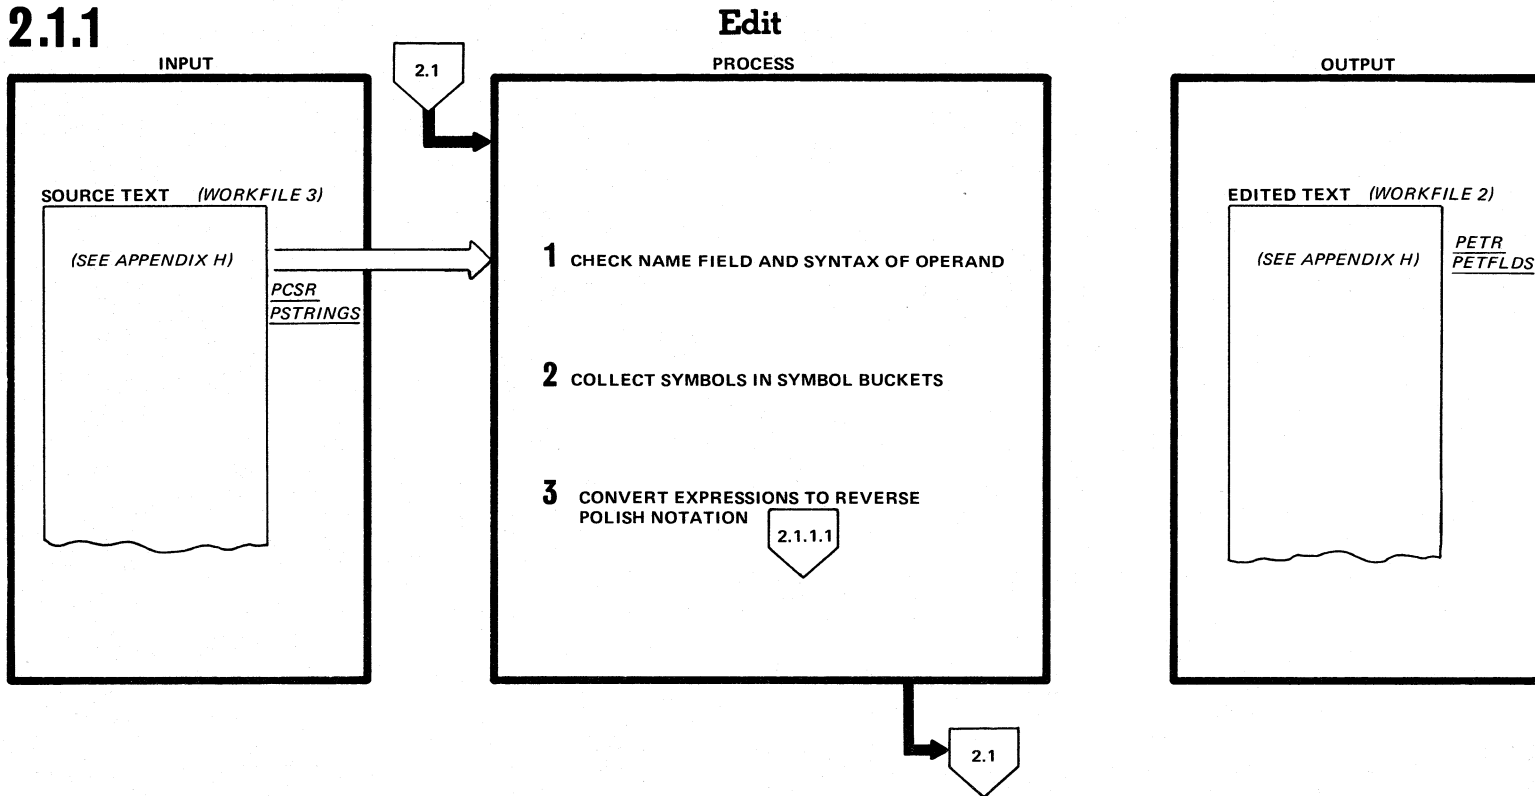 2.1.1
Edit
INPUT
2.1
PROCESS
OUTPUT
SOURCE TEXT (WORKFILE 3)
(SEE APPENDIX H)
PCSR
PSTRINGS
1 CHECK NAME FIELD AND SYNTAX OF OPERAND
2 COLLECT SYMBOLS IN SYMBOL BUCKETS
3 CONVERT EXPRESSIONS TO REVERSE
POLISH NOTATION
2.1.1.1
EDITED TEXT (WORKFILE 2)
(SEE APPENDIX H)
PETR
PETFLDS
2.1